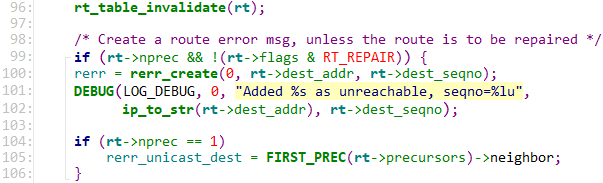 96: rt_table_invalidate(rt);
97:
98: /* Create a route error msg, unless the route is to be repaired */
99: if (rt->nprec && !(rt->flags & RT_REPAIR)) {
100: rerr = rerr_create(0, rt->dest_addr, rt->dest_seqno);
101: DEBUG(LOG_DEBUG, 0, "Added %s as unreachable, seqno=%lu",
102: ip_to_str(rt->dest_addr), rt->dest_seqno);
103:
104: if (rt->nprec == 1)
105: rerr_unicast_dest = FIRST_PREC(rt->precursors)->neighbor;
106: }